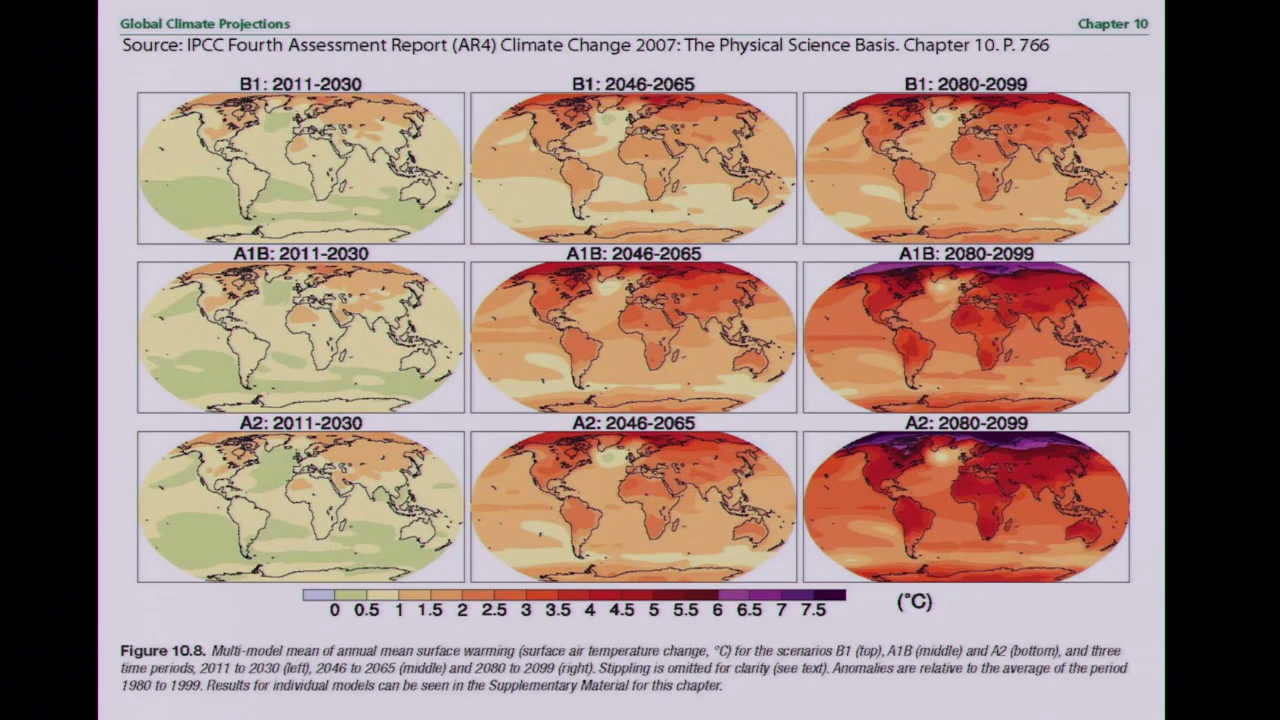 Global Climate Projections
Chapter 10
Source: IPCC Fourth Assessment Report (AR4) Climate Change 2007: The Physical Science Basis. Chapter 10. P. 766
B1: 2011-2030
B1: 2046-2065
B1: 2080-2099
A1B: 2011-2030
A1B: 2046-2065
A1B: 2080-2099
A2: 2011-2030
A2: 2046-2065
A2: 2080-2099
0 0.5 1 1.5 2 2.5 3 3.5 4 4.5 5 5.5 6 6.5 7 7.5
(°C)
Figure 10.8. Multi-model mean of annual mean surface warming (surface air temperature change, °C) for the scenarios B1 (top), A1B (middle) and A2 (bottom), and three
time periods, 2011 to 2030 (left), 2046 to 2065 (middle) and 2080 to 2099 (right). Stippling is omitted for clarity (see text). Anomalies are relative to the average of the period
1980 to 1999. Results for individual models can be seen in the Supplementary Material for this chapter.